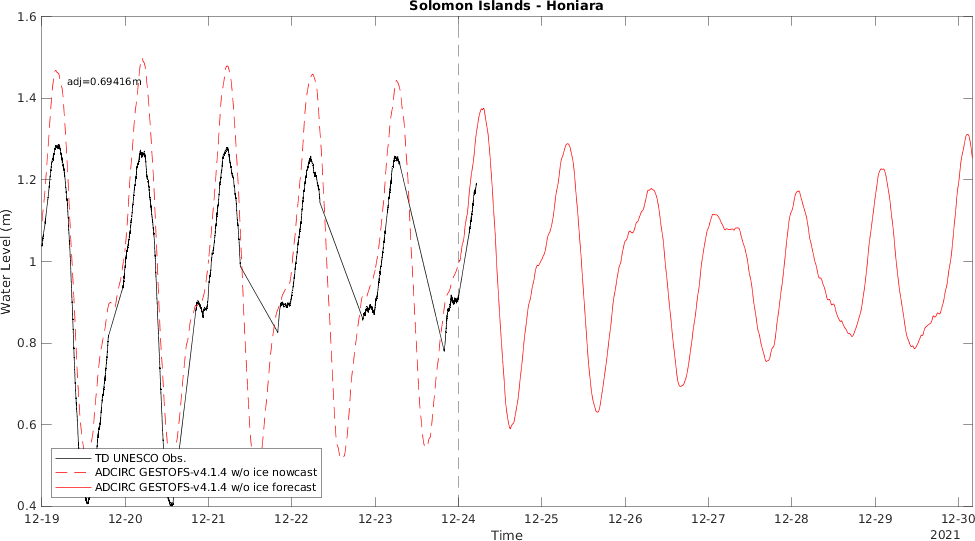 Solomon Islands - Honiara
1.6
adj=0.69416m
1.4
1.2
1
0.8
0.6
0.4
Water Level (m)
TD UNESCO Obs.
ADCIRC GESTOFS-v4.1.4 w/o ice nowcast
ADCIRC GESTOFS-v4.1.4 w/o ice forecast
12-19 12-20 12-21 12-22 12-23 12-24 12-25 12-26 12-27 12-28 12-29 12-30
Time
2021